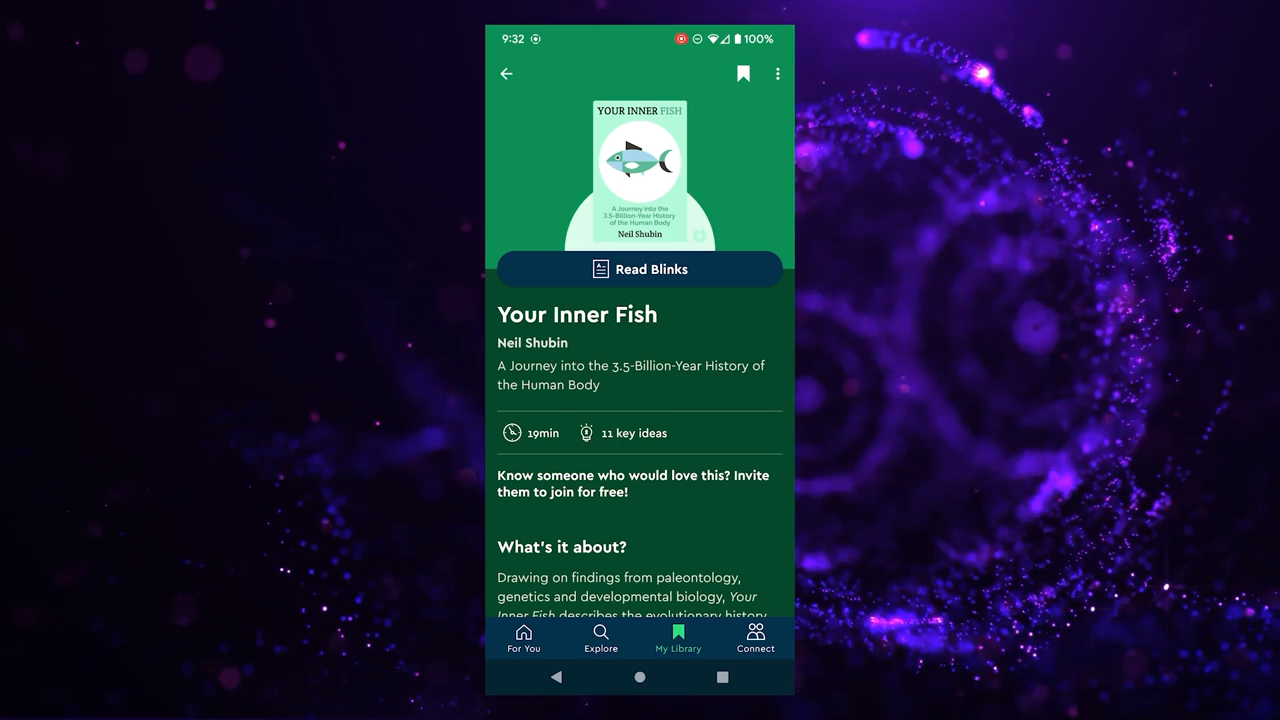 9:32
100%
YOUR INNER FISH
A Journey into the
3.5-Billion-Year History
of the Human Body
Neil Shubin
Read Blinks
Your Inner Fish
Neil Shubin
A Journey into the 3.5-Billion-Year History of
the Human Body
19min
11 key ideas
Know someone who would love this? Invite
them to join for free!
What's it about?
Drawing on findings from paleontology,
genetics and developmental biology, Your
Inner Fish describes the evolutionary history
For You
Explore
My Library
Connect